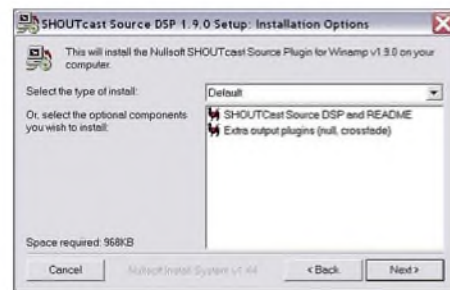 SHOUTcast Source DSP 1.9.0 Setup: Installation Options
This will install the Nullsoft SHOUTcast Source Plugin for Winamp v1.9.0 on your
computer.
Select the type of install:
Default
Or, select the optional components
you wish to install:
SHOUTCast Source DSP and README
Extra output plugins (null, crossfade)
Space required: 968KB
Cancel
Nullsoft Install System v1.44
< Back
Next >